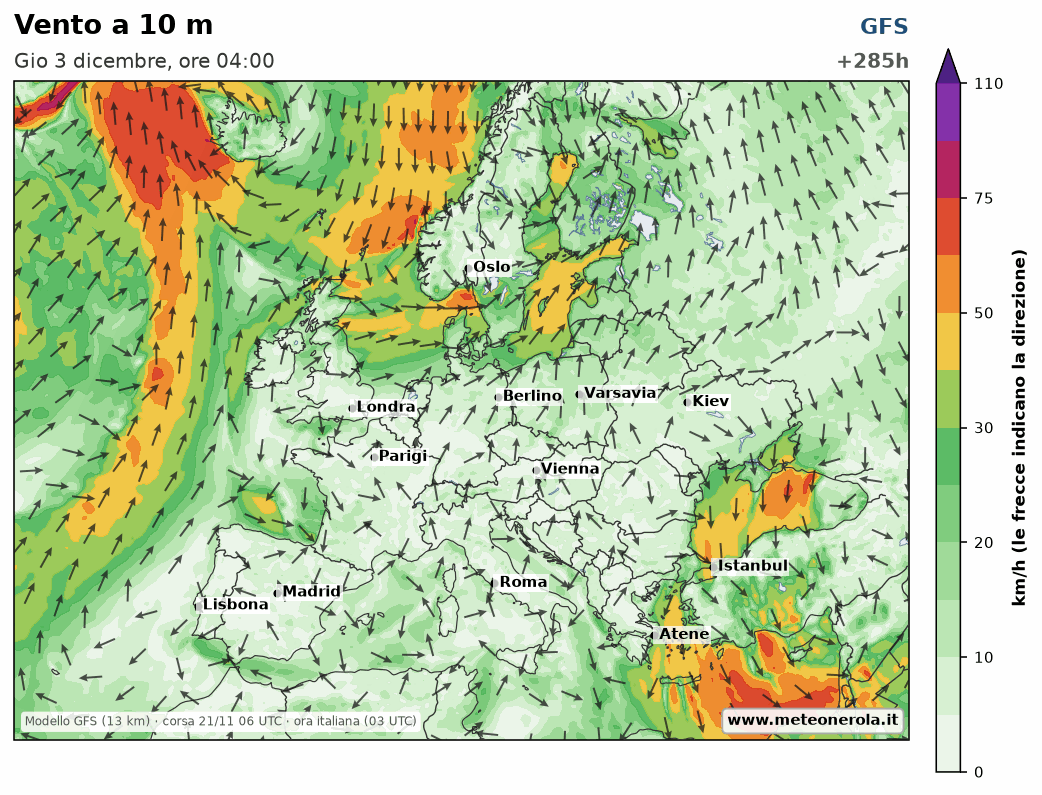 Vento a 10 m
GFS
Gio 3 dicembre, ore 04:00
+285h
110
75
50
30
20
10
0
km/h (le frecce indicano la direzione)
Oslo
Berlino
Varsavia
Kiev
Londra
Parigi
Vienna
Istanbul
Roma
Madrid
Lisbona
Atene
Modello GFS (13 km) · corsa 21/11 06 UTC · ora italiana (03 UTC)
www.meteonerola.it